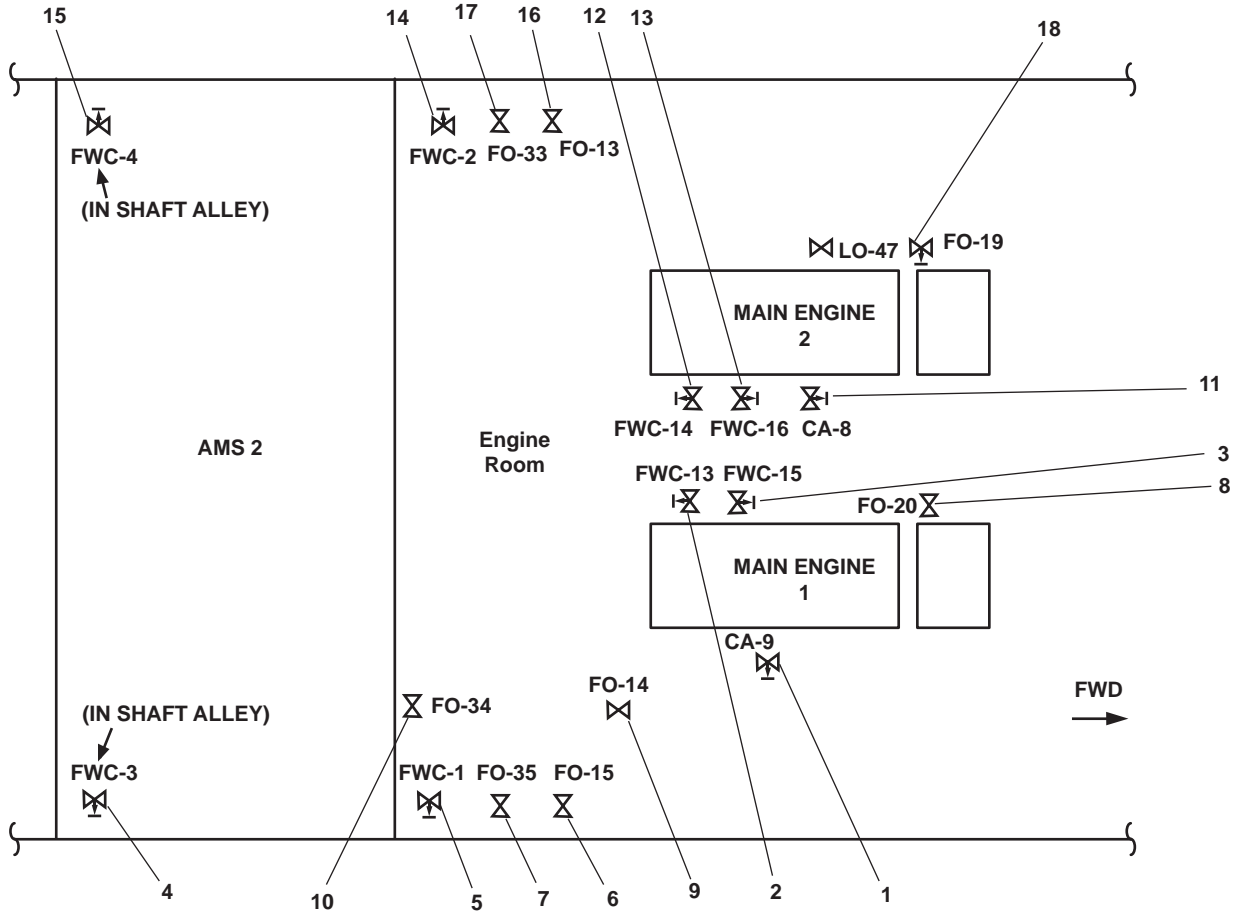 15
14
17
16
12
13
18
FWC-4
(IN SHAFT ALLEY)
FWC-2
FO-33
FO-13
LO-47
FO-19
MAIN ENGINE
2
11
FWC-14
FWC-16
CA-8
AMS 2
Engine
Room
FWC-13
FWC-15
3
8
FO-20
MAIN ENGINE
1
CA-9
FO-14
FO-34
FWD
(IN SHAFT ALLEY)
FWC-3
FWC-1
FO-35
FO-15
4
10
5
7
6
9
2
1